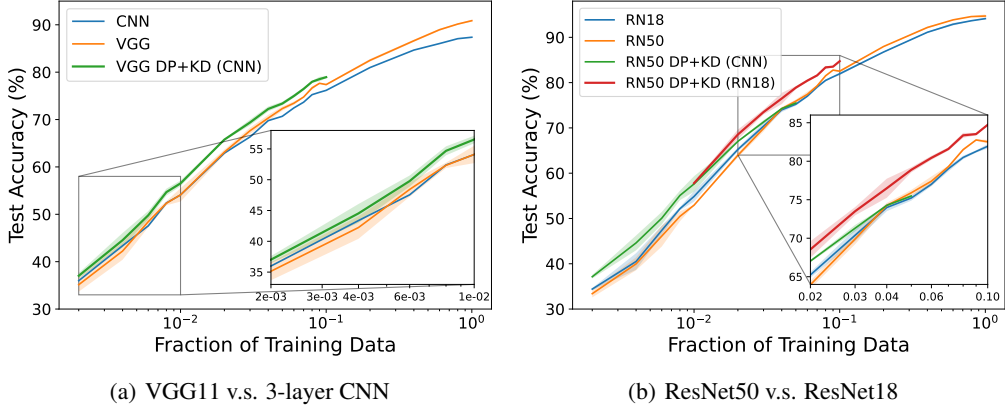 CNN
VGG
VGG DP+KD (CNN)
90
80
70
60
50
40
30
Test Accuracy (%)
55
50
45
40
35
2e-03 3e-03 4e-03 6e-03 1e-02
10⁻² 10⁻¹ 10⁰
Fraction of Training Data
(a) VGG11 v.s. 3-layer CNN
RN18
RN50
RN50 DP+KD (CNN)
RN50 DP+KD (RN18)
90
80
70
60
50
40
30
Test Accuracy (%)
85
80
75
70
65
0.02 0.03 0.04 0.06 0.10
10⁻² 10⁻¹ 10⁰
Fraction of Training Data
(b) ResNet50 v.s. ResNet18